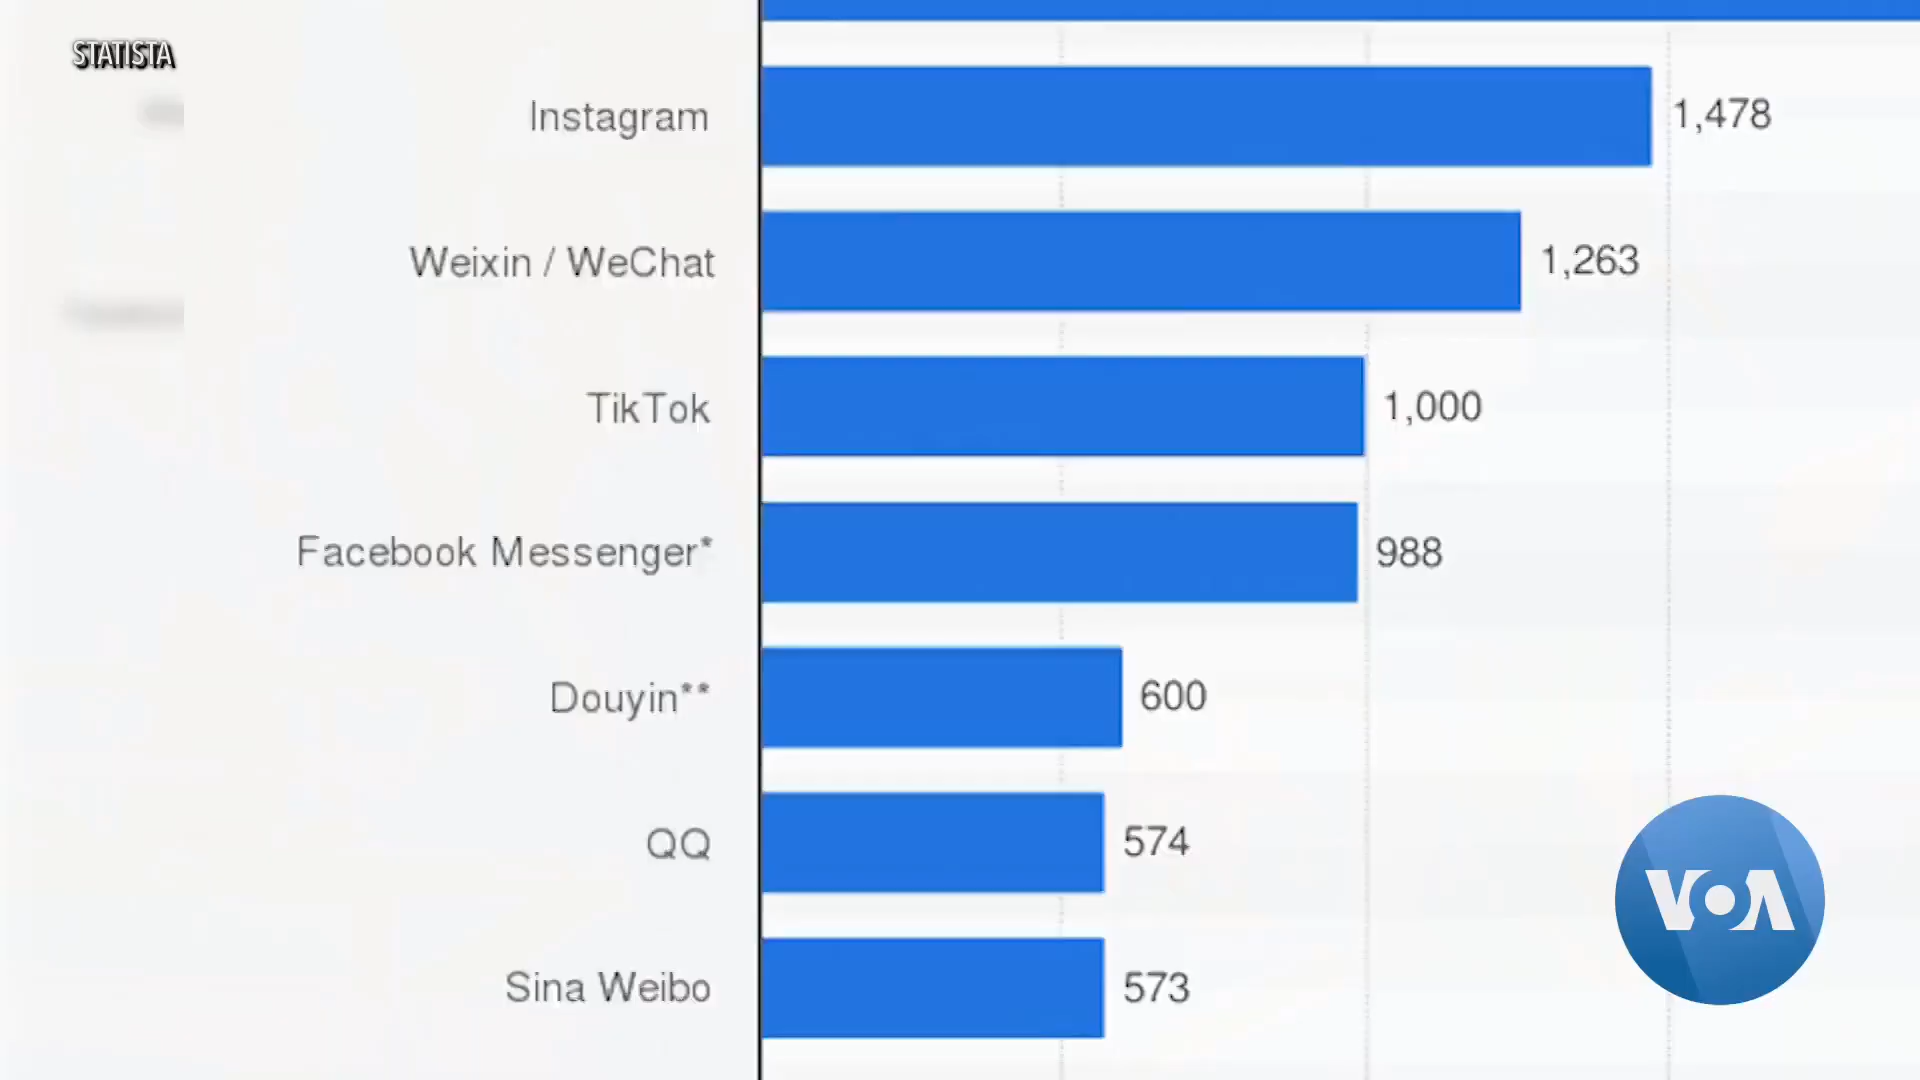 STATISTA
Instagram 1,478
Weixin / WeChat 1,263
TikTok 1,000
Facebook Messenger* 988
Douyin** 600
QQ 574
Sina Weibo 573
VOA